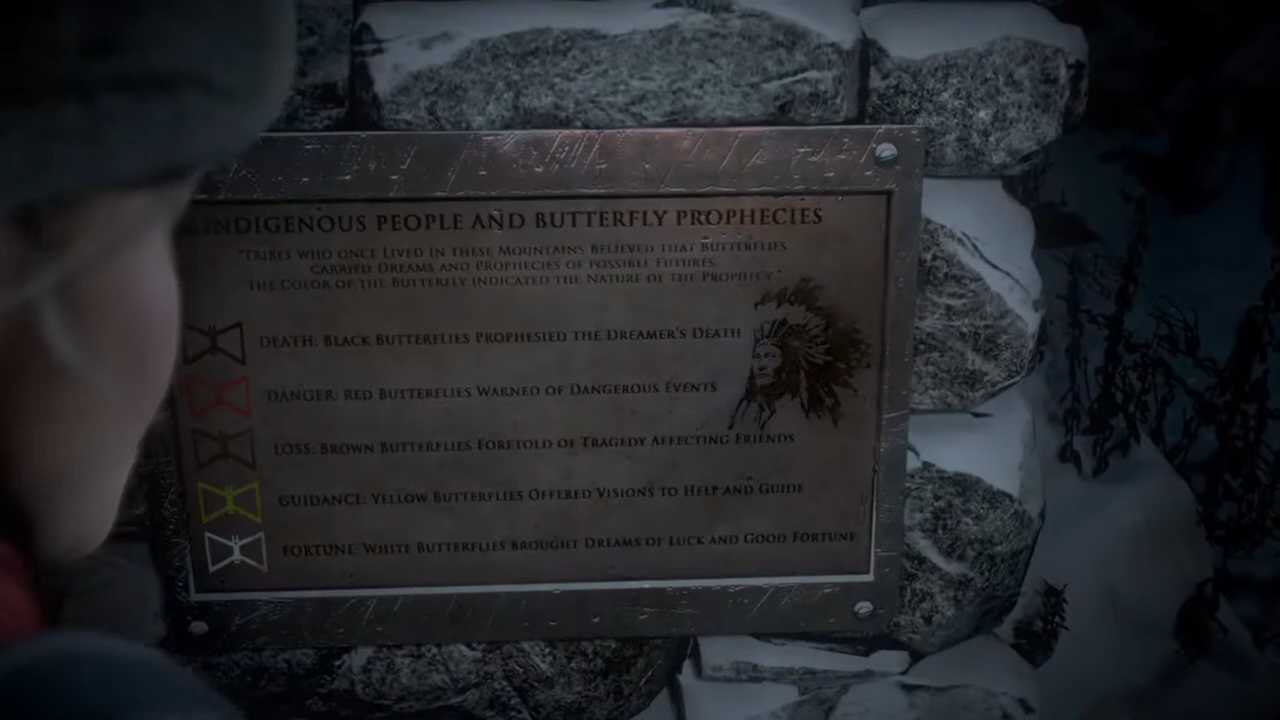 INDIGENOUS PEOPLE AND BUTTERFLY PROPHECIES
"TRIBES WHO ONCE LIVED IN THESE MOUNTAINS BELIEVED THAT BUTTERFLIES
CARRIED DREAMS AND PROPHECIES OF POSSIBLE FUTURES.
THE COLOR OF THE BUTTERFLY INDICATED THE NATURE OF THE PROPHECY."
DEATH: BLACK BUTTERFLIES PROPHESIED THE DREAMER'S DEATH
DANGER: RED BUTTERFLIES WARNED OF DANGEROUS EVENTS
LOSS: BROWN BUTTERFLIES FORETOLD OF TRAGEDY AFFECTING FRIENDS
GUIDANCE: YELLOW BUTTERFLIES OFFERED VISIONS TO HELP AND GUIDE
FORTUNE: WHITE BUTTERFLIES BROUGHT DREAMS OF LUCK AND GOOD FORTUNE